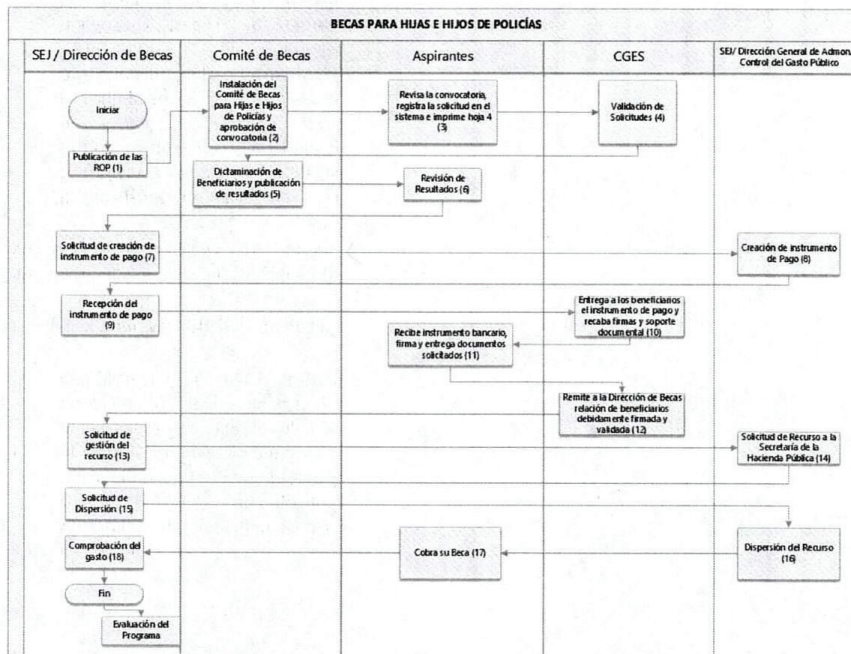 BECAS PARA HIJAS E HIJOS DE POLICÍAS
SEJ / Dirección de Becas
Comité de Becas
Aspirantes
CGES
SEJ/ Dirección General de Admon.
Control del Gasto Público
Iniciar
Publicación de las
ROP (1)
Instalación del
Comité de Becas
para Hijas e Hijos
de Policías y
aprobación de
convocatoria (2)
Revisa la convocatoria,
registra la solicitud en el
sistema e imprime hoja 4
(3)
Validación de
Solicitudes (4)
Dictaminación de
Beneficiarios y publicación
de resultados (5)
Revisión de
Resultados (6)
Solicitud de creación de
instrumento de pago (7)
Creación de instrumento
de Pago (8)
Recepción del
instrumento de pago
(9)
Entrega a los beneficiarios
el instrumento de pago y
recaba firmas y soporte
documental (10)
Recibe instrumento bancario,
firma y entrega documentos
solicitados (11)
Remite a la Dirección de Becas
relación de beneficiarios
debidamente firmada y
validada (12)
Solicitud de
gestión del
recurso (13)
Solicitud de Recurso a la
Secretaría de la
Hacienda Pública (14)
Solicitud de
Dispersión (15)
Dispersión del Recurso
(16)
Cobra su Beca (17)
Comprobación del
gasto (18)
Fin
Evaluación del
Programa